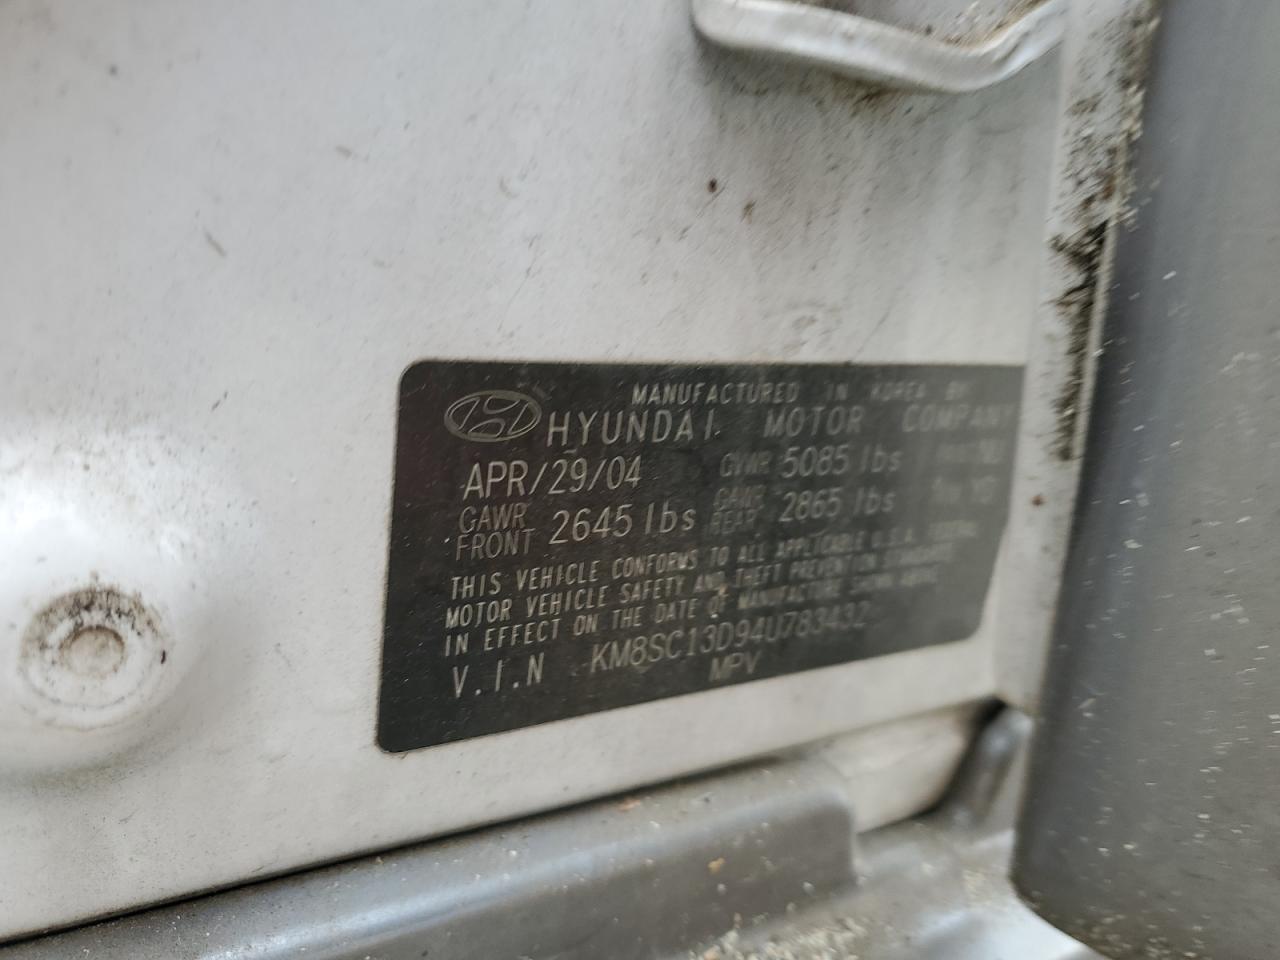 MANUFACTURED IN KOREA BY
HYUNDAI MOTOR COMPANY
APR/29/04 GVWR 5085 lbs
GAWR FRONT 2645 lbs GAWR REAR 2865 lbs
THIS VEHICLE CONFORMS TO ALL APPLICABLE U.S.A. FEDERAL
MOTOR VEHICLE SAFETY AND THEFT PREVENTION STANDARDS
IN EFFECT ON THE DATE OF MANUFACTURE SHOWN ABOVE
V.I.N KM8SC13D94U783432
MPV